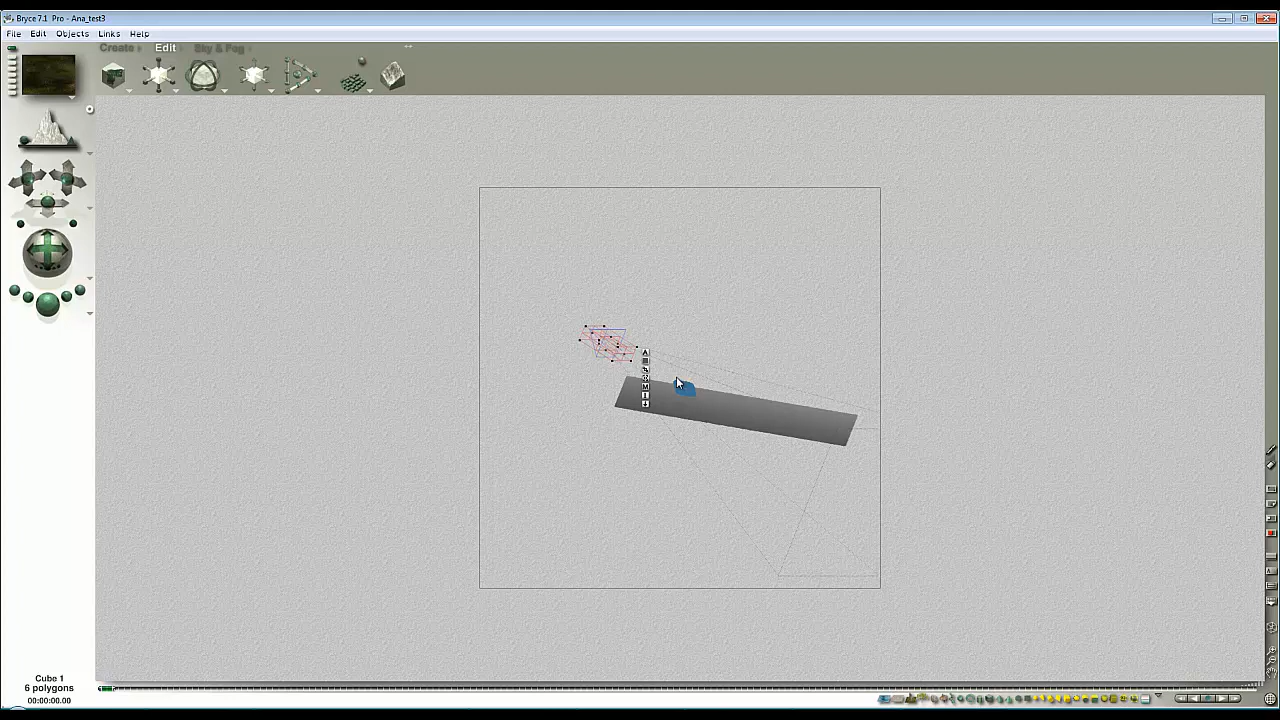 Bryce 7.1 Pro - Ana_test3
File Edit Objects Links Help
Create Edit Sky & Fog
A
M
Cube 1
6 polygons
00:00:00.00